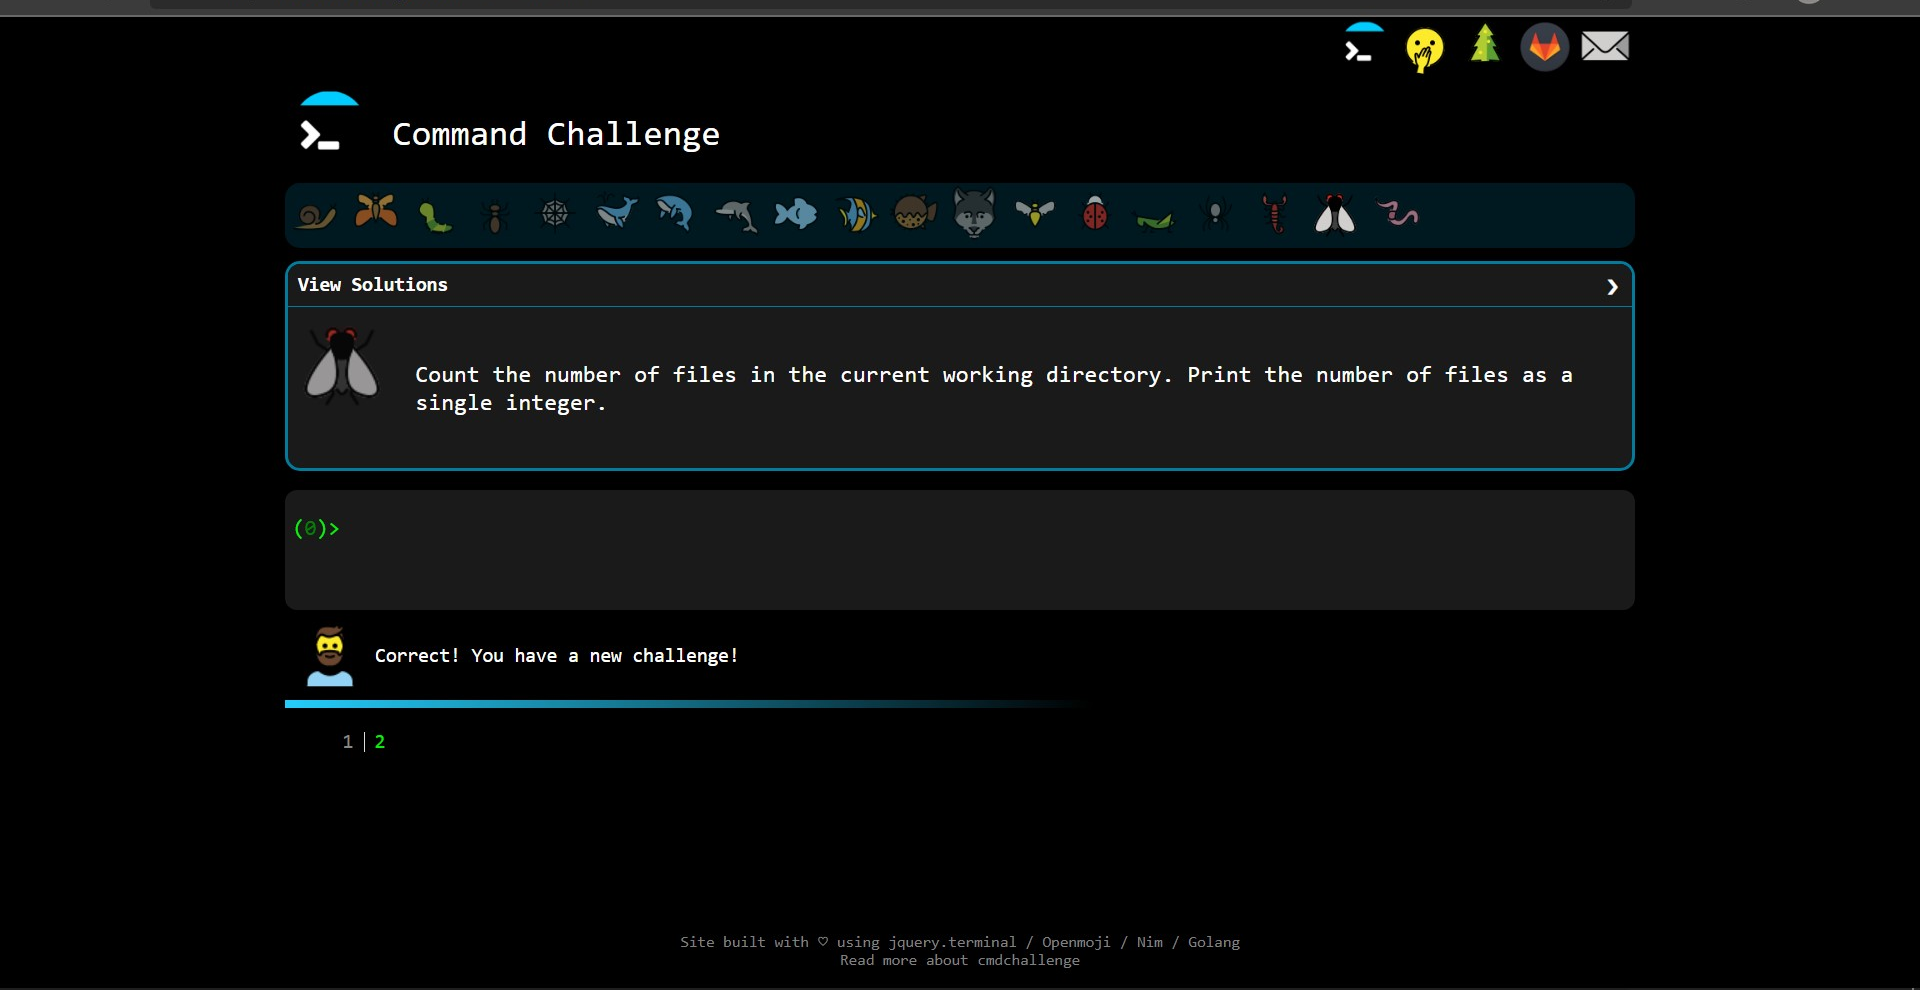 Command Challenge
View Solutions
Count the number of files in the current working directory. Print the number of files as a
single integer.
(0)>
Correct! You have a new challenge!
1 | 2
Site built with ♡ using jquery.terminal / Openmoji / Nim / Golang
Read more about cmdchallenge